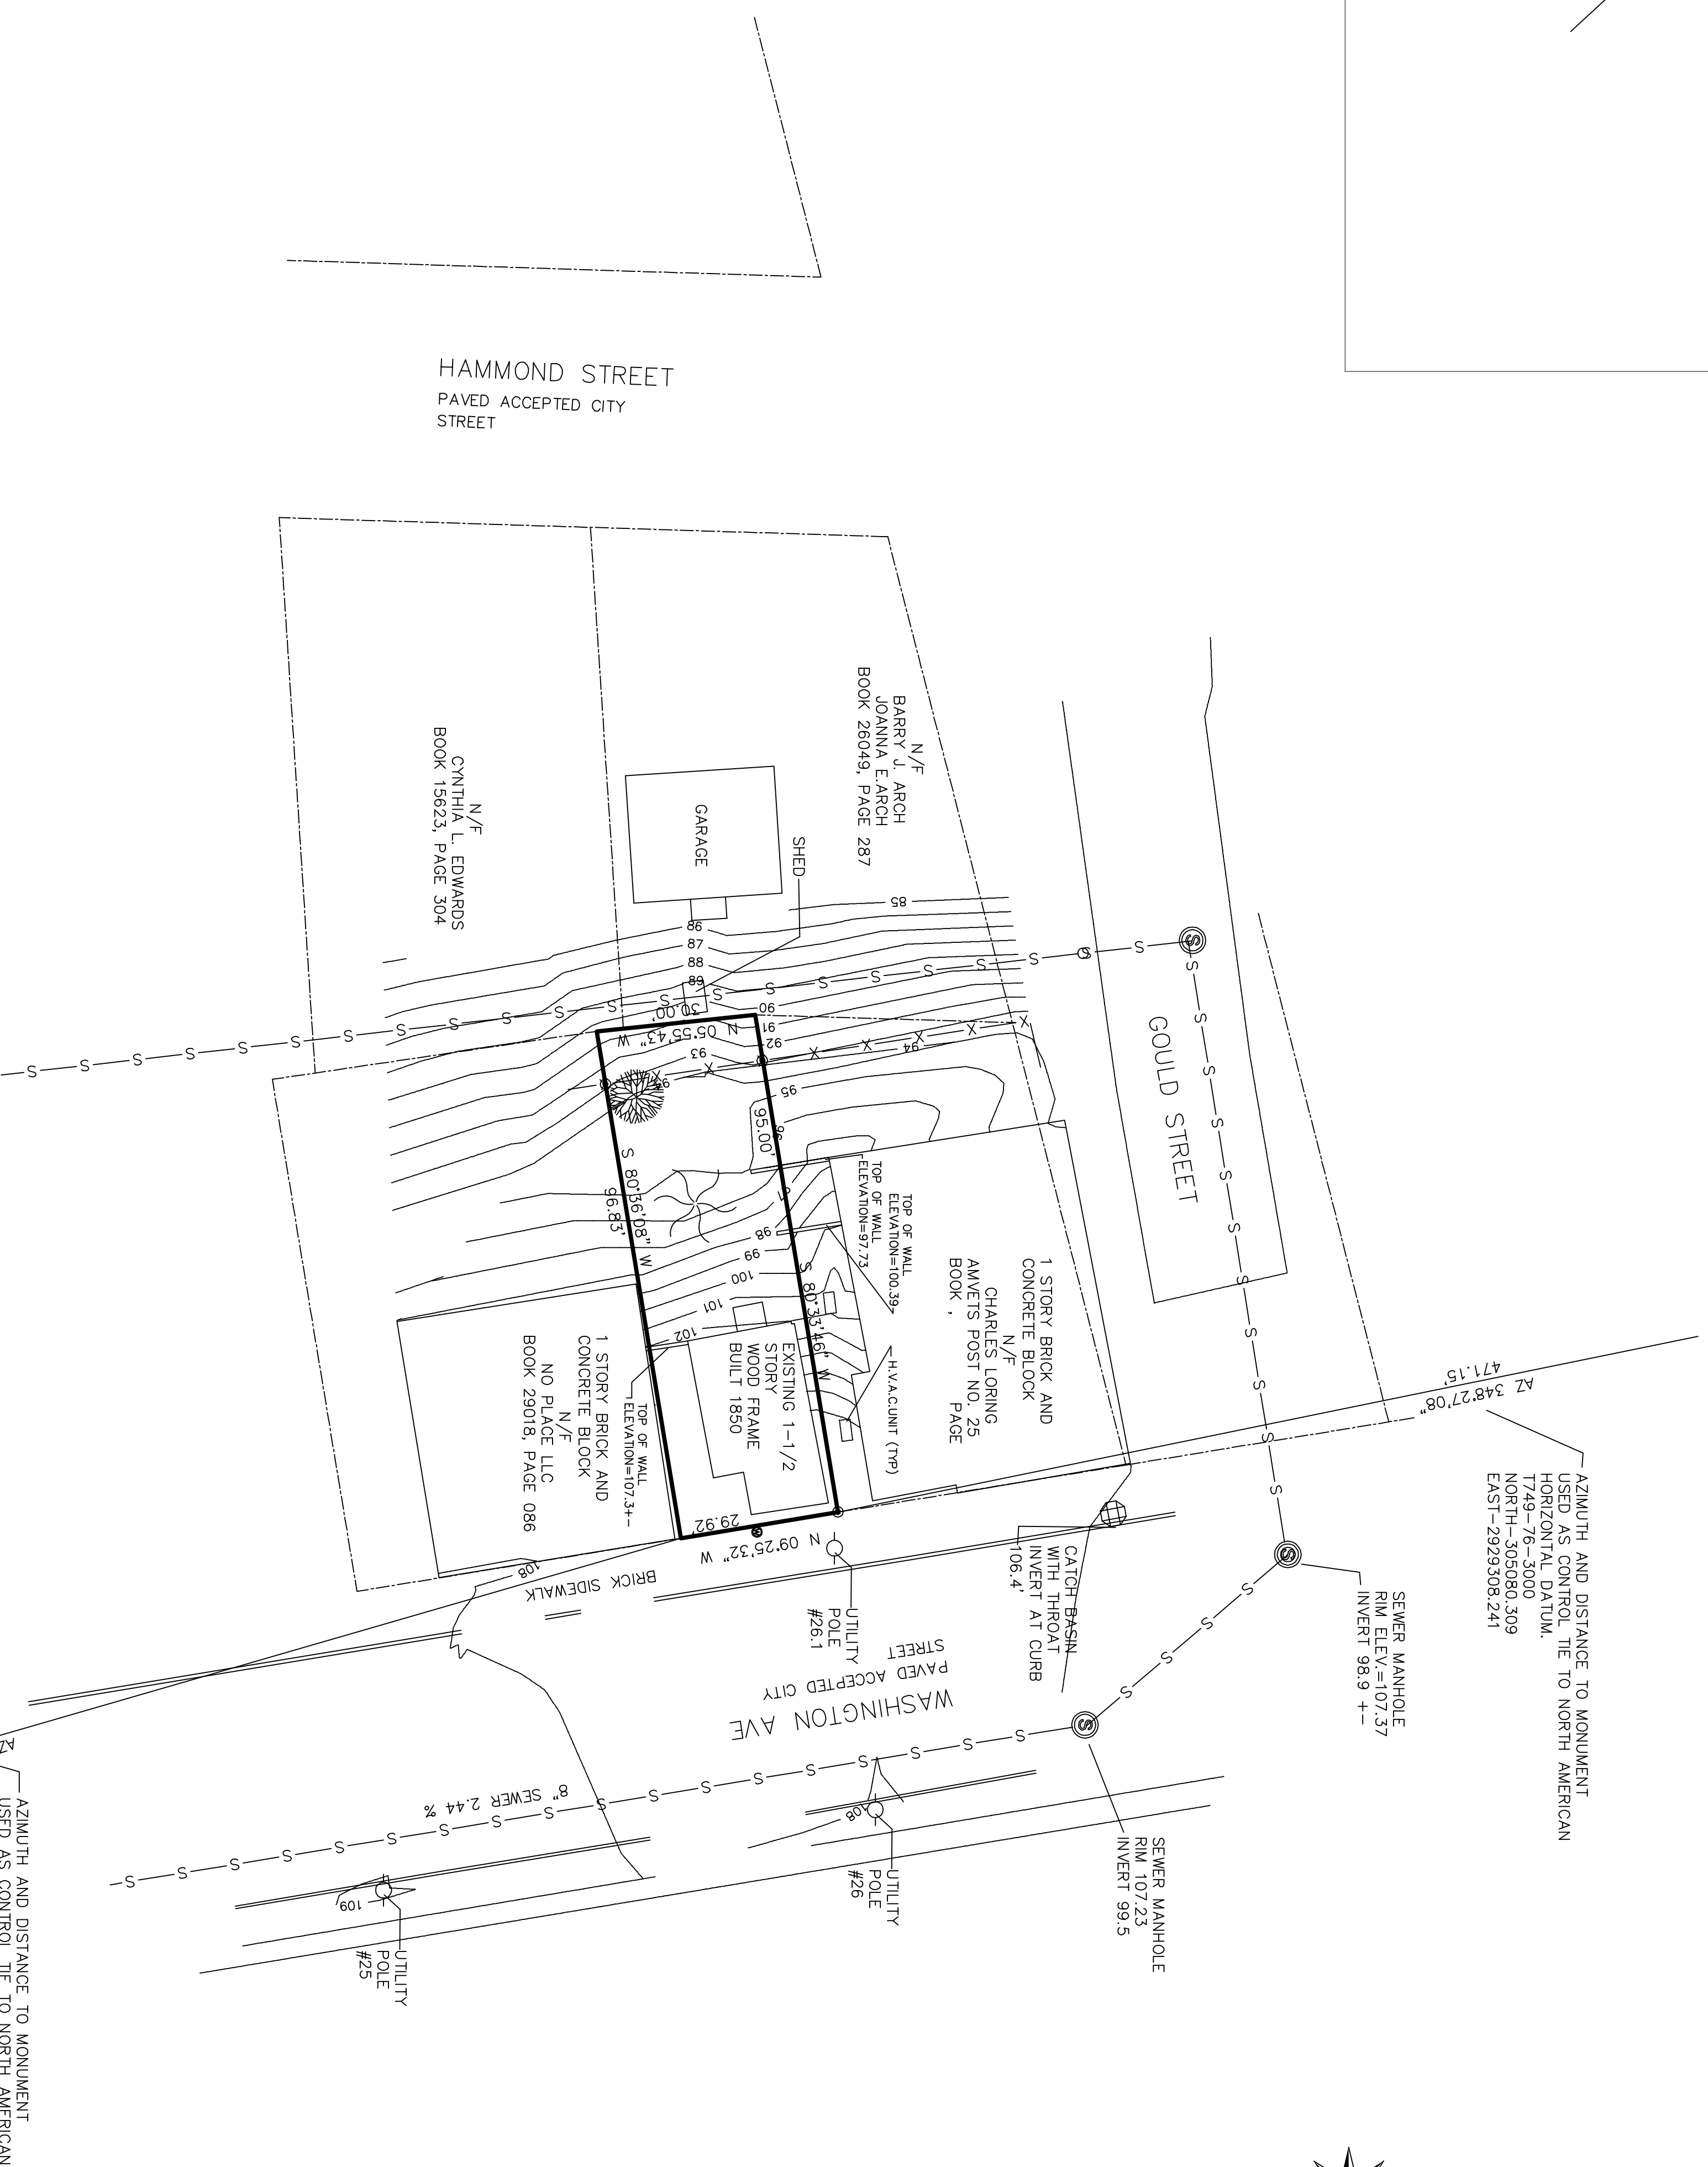 HAMMOND STREET
PAVED ACCEPTED CITY
STREET
N/F
BARRY J. ARCH
JOANNA E.ARCH
BOOK 26049, PAGE 287
N/F
CYNTHIA L. EDWARDS
BOOK 15623, PAGE 304
GARAGE
SHED
85
86
87
88
89
90
91
92
93
94
94
95
96
97
98
99
100
101
102
N 05°55'43" W
30.00'
95.00'
S 80°33'46" W
S 80°36'08" W
96.83'
N 09°25'32" W
29.92'
GOULD STREET
TOP OF WALL
ELEVATION=97.73
TOP OF WALL
ELEVATION=100.39
H.V.A.C.UNIT (TYP)
1 STORY BRICK AND
CONCRETE BLOCK
N/F
CHARLES LORING
AMVETS POST NO. 25
BOOK , PAGE
EXISTING 1-1/2
STORY
WOOD FRAME
BUILT 1850
TOP OF WALL
ELEVATION=107.3+-
1 STORY BRICK AND
CONCRETE BLOCK
N/F
NO PLACE LLC
BOOK 29018, PAGE 086
471.15'
AZ 348°27'08"
AZIMUTH AND DISTANCE TO MONUMENT
USED AS CONTROL TIE TO NORTH AMERICAN
HORIZONTAL DATUM.
T749-76-3000
NORTH-305080.309
EAST-2929308.241
SEWER MANHOLE
RIM ELEV.=107.37
INVERT 98.9 +-
CATCH BASIN
WITH THROAT
INVERT AT CURB
106.4'
BRICK SIDEWALK
108
UTILITY
POLE
#26.1
WASHINGTON AVE
PAVED ACCEPTED CITY
STREET
8" SEWER 2.44 %
108
UTILITY
POLE
#26
SEWER MANHOLE
RIM 107.23
INVERT 99.5
109
UTILITY
POLE
#25
AZ
AZIMUTH AND DISTANCE TO MONUMENT
USED AS CONTROL TIE TO NORTH AMERICAN